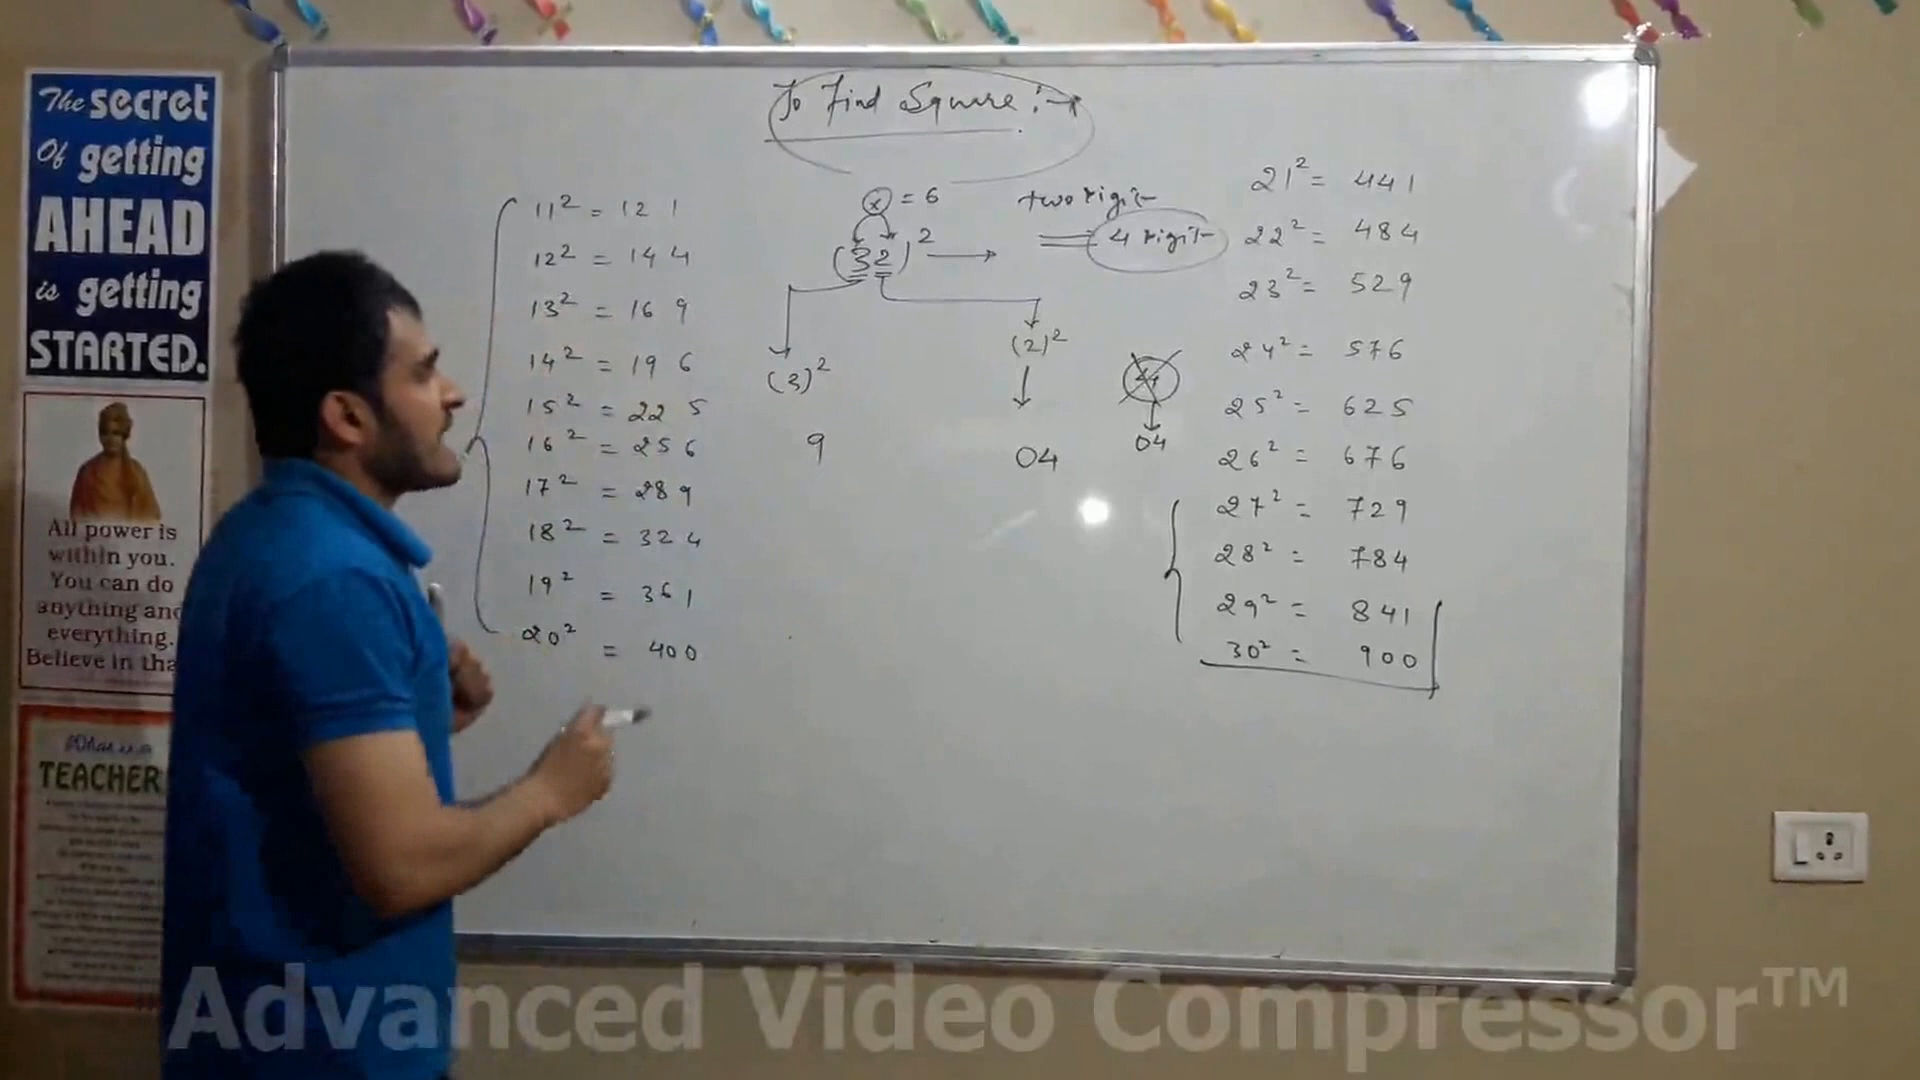 The secret
Of getting
AHEAD
is getting
STARTED.
All power is
within you.
You can do
anything and
everything.
Believe in tha
TEACHER
To Find Square :→
11² = 121
12² = 144
13² = 169
14² = 196
15² = 225
16² = 256
17² = 289
18² = 324
19² = 361
20² = 400
x = 6
(32)²
two rigit
4 rigit
(3)²
(2)²
9
04
04
21² = 441
22² = 484
23² = 529
24² = 576
25² = 625
26² = 676
27² = 729
28² = 784
29² = 841
30² = 900
Advanced Video Compressor™